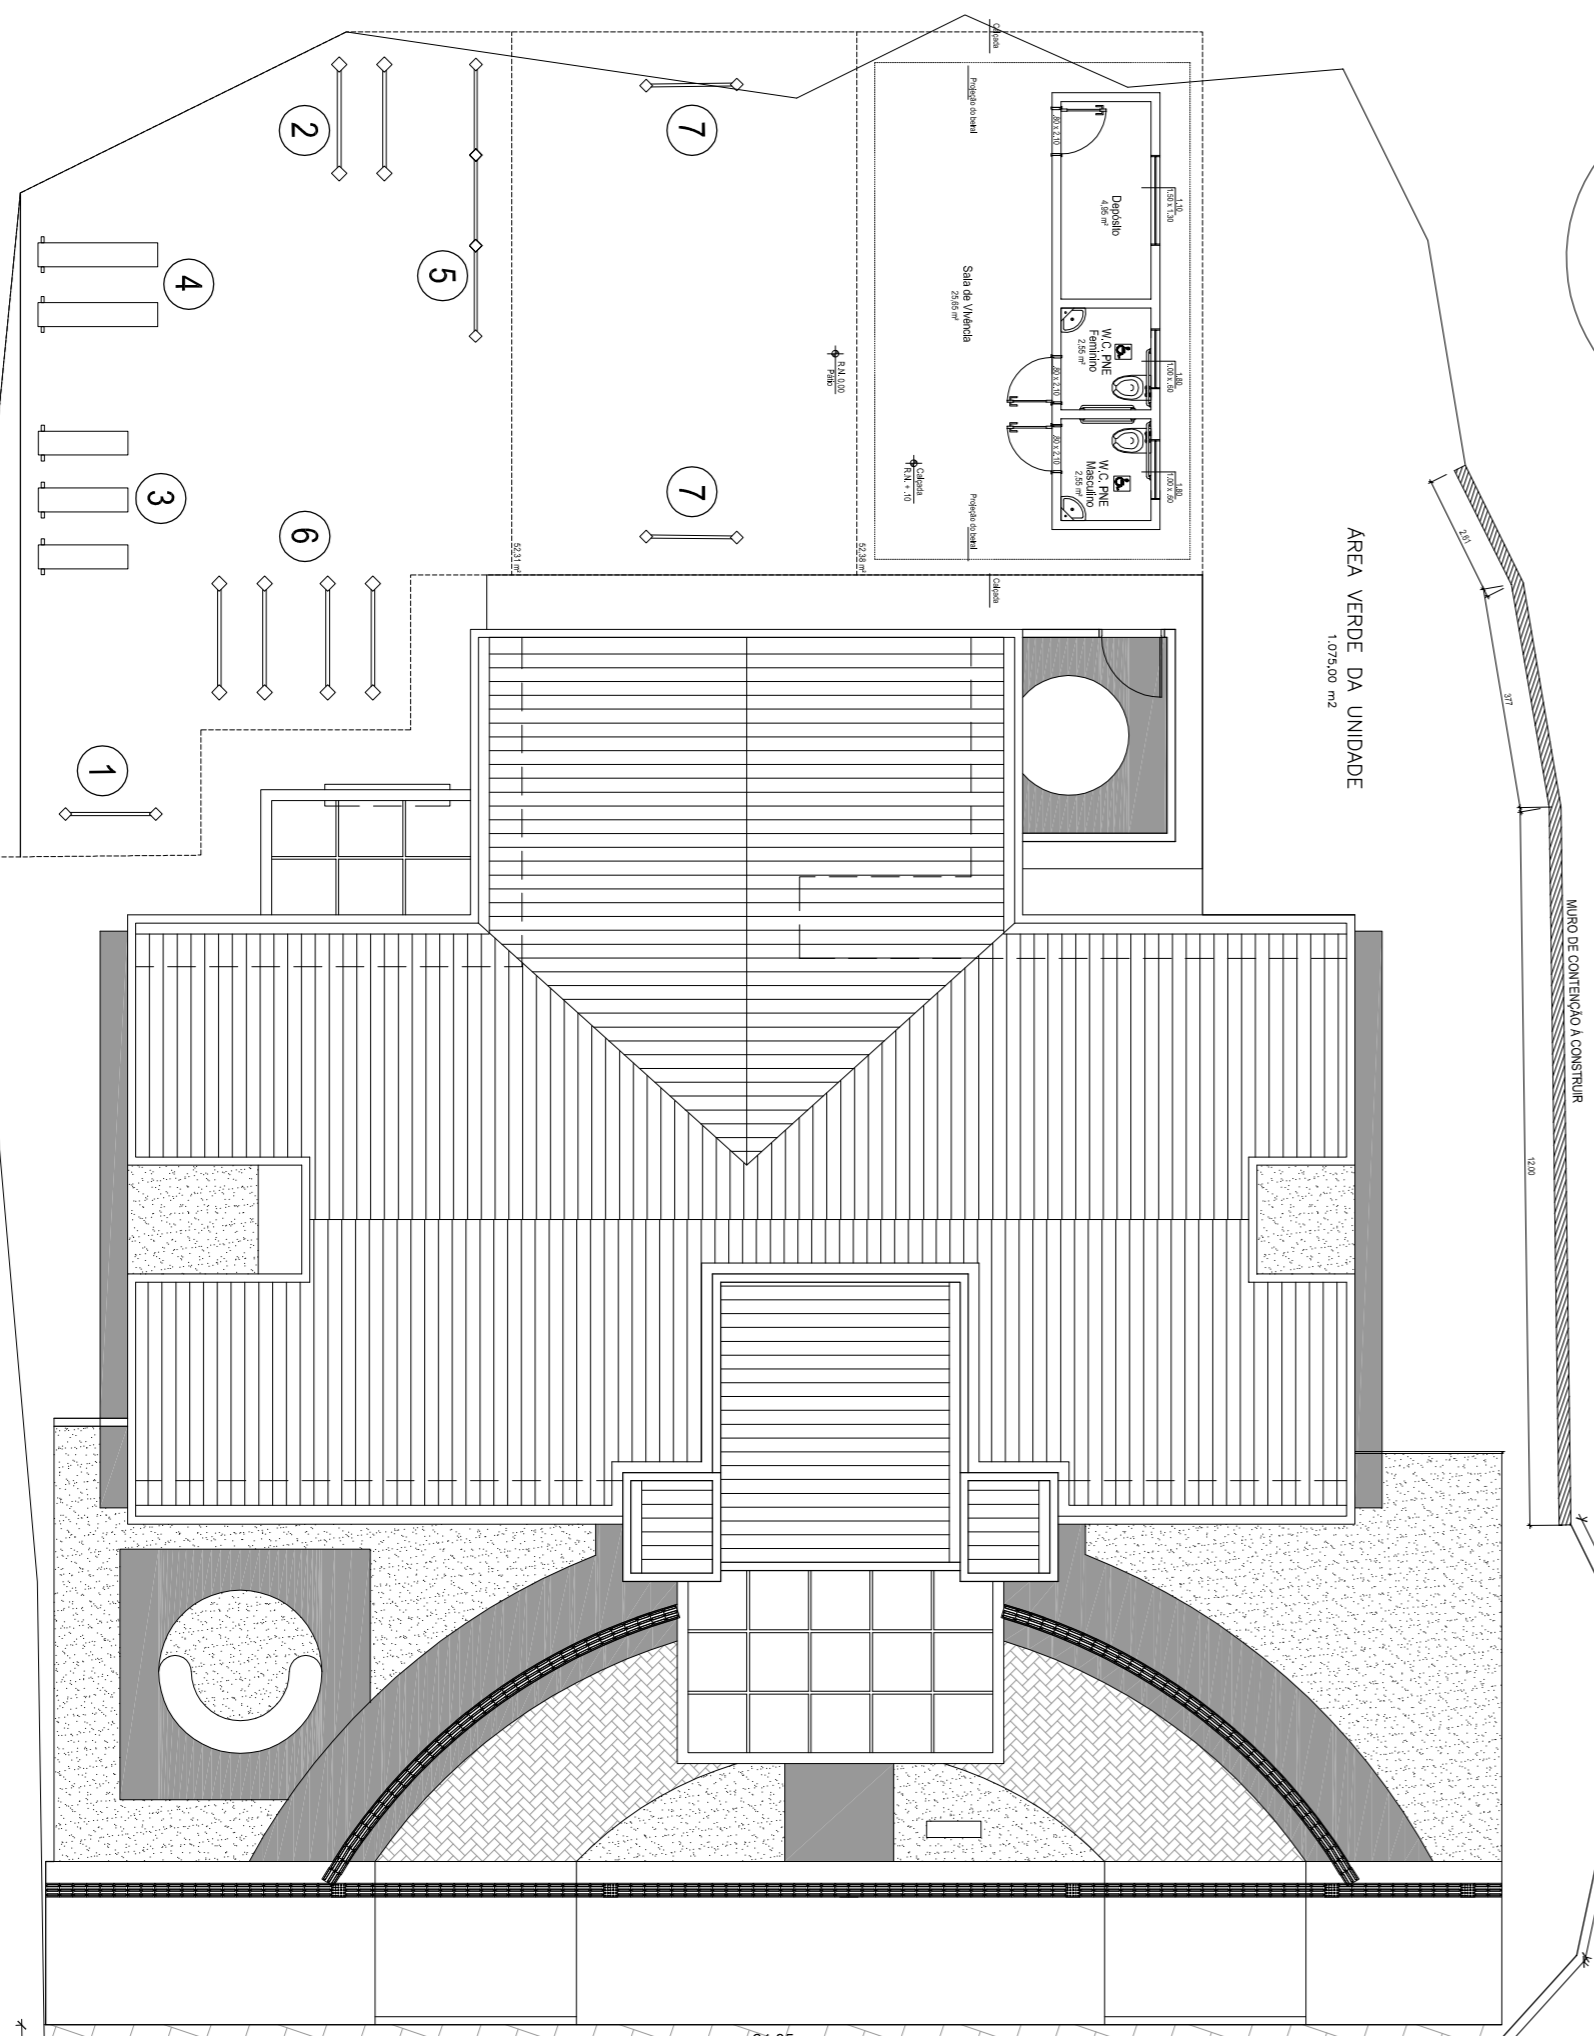 Calçada
Projeção do beiral
.80 x 2,10
1,10
1,50 x 1,30
Depósito
4,95 m²
Sala de Vivência
25,65 m²
W.C. PNE
Feminino
2,55 m²
1,80
1,00 x .60
.80 x 2,10
.80 x 2,10
W.C. PNE
Masculino
2,55 m²
1,80
1,00 x .60
R.N. 0,00
Pátio
Calçada
R.N. + .10
Projeção do beiral
Calçada
52,31 m²
52,38 m²
ÁREA VERDE DA UNIDADE
1.075,00 m2
2,61
377
12.00
MURO DE CONTENÇÃO À CONSTRUIR
2
7
5
4
3
6
7
1